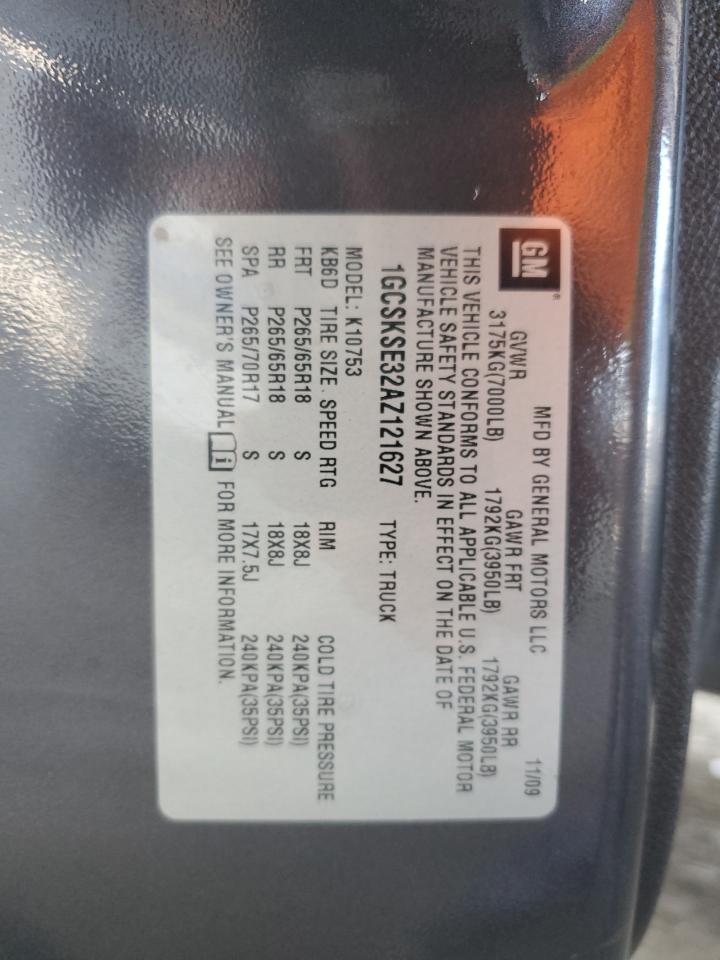 GM®
MFD BY GENERAL MOTORS LLC 11/09
GVWR GAWR FRT GAWR RR
3175KG(7000LB) 1792KG(3950LB) 1792KG(3950LB)
THIS VEHICLE CONFORMS TO ALL APPLICABLE U.S. FEDERAL MOTOR
VEHICLE SAFETY STANDARDS IN EFFECT ON THE DATE OF
MANUFACTURE SHOWN ABOVE.
1GCSKSE32AZ121627 TYPE: TRUCK
MODEL: K10753
KB6D TIRE SIZE. SPEED RTG RIM COLD TIRE PRESSURE
FRT P265/65R18 S 18X8J 240KPA(35PSI)
RR P265/65R18 S 18X8J 240KPA(35PSI)
SPA P265/70R17 S 17X7.5J 240KPA(35PSI)
SEE OWNER'S MANUAL i FOR MORE INFORMATION.